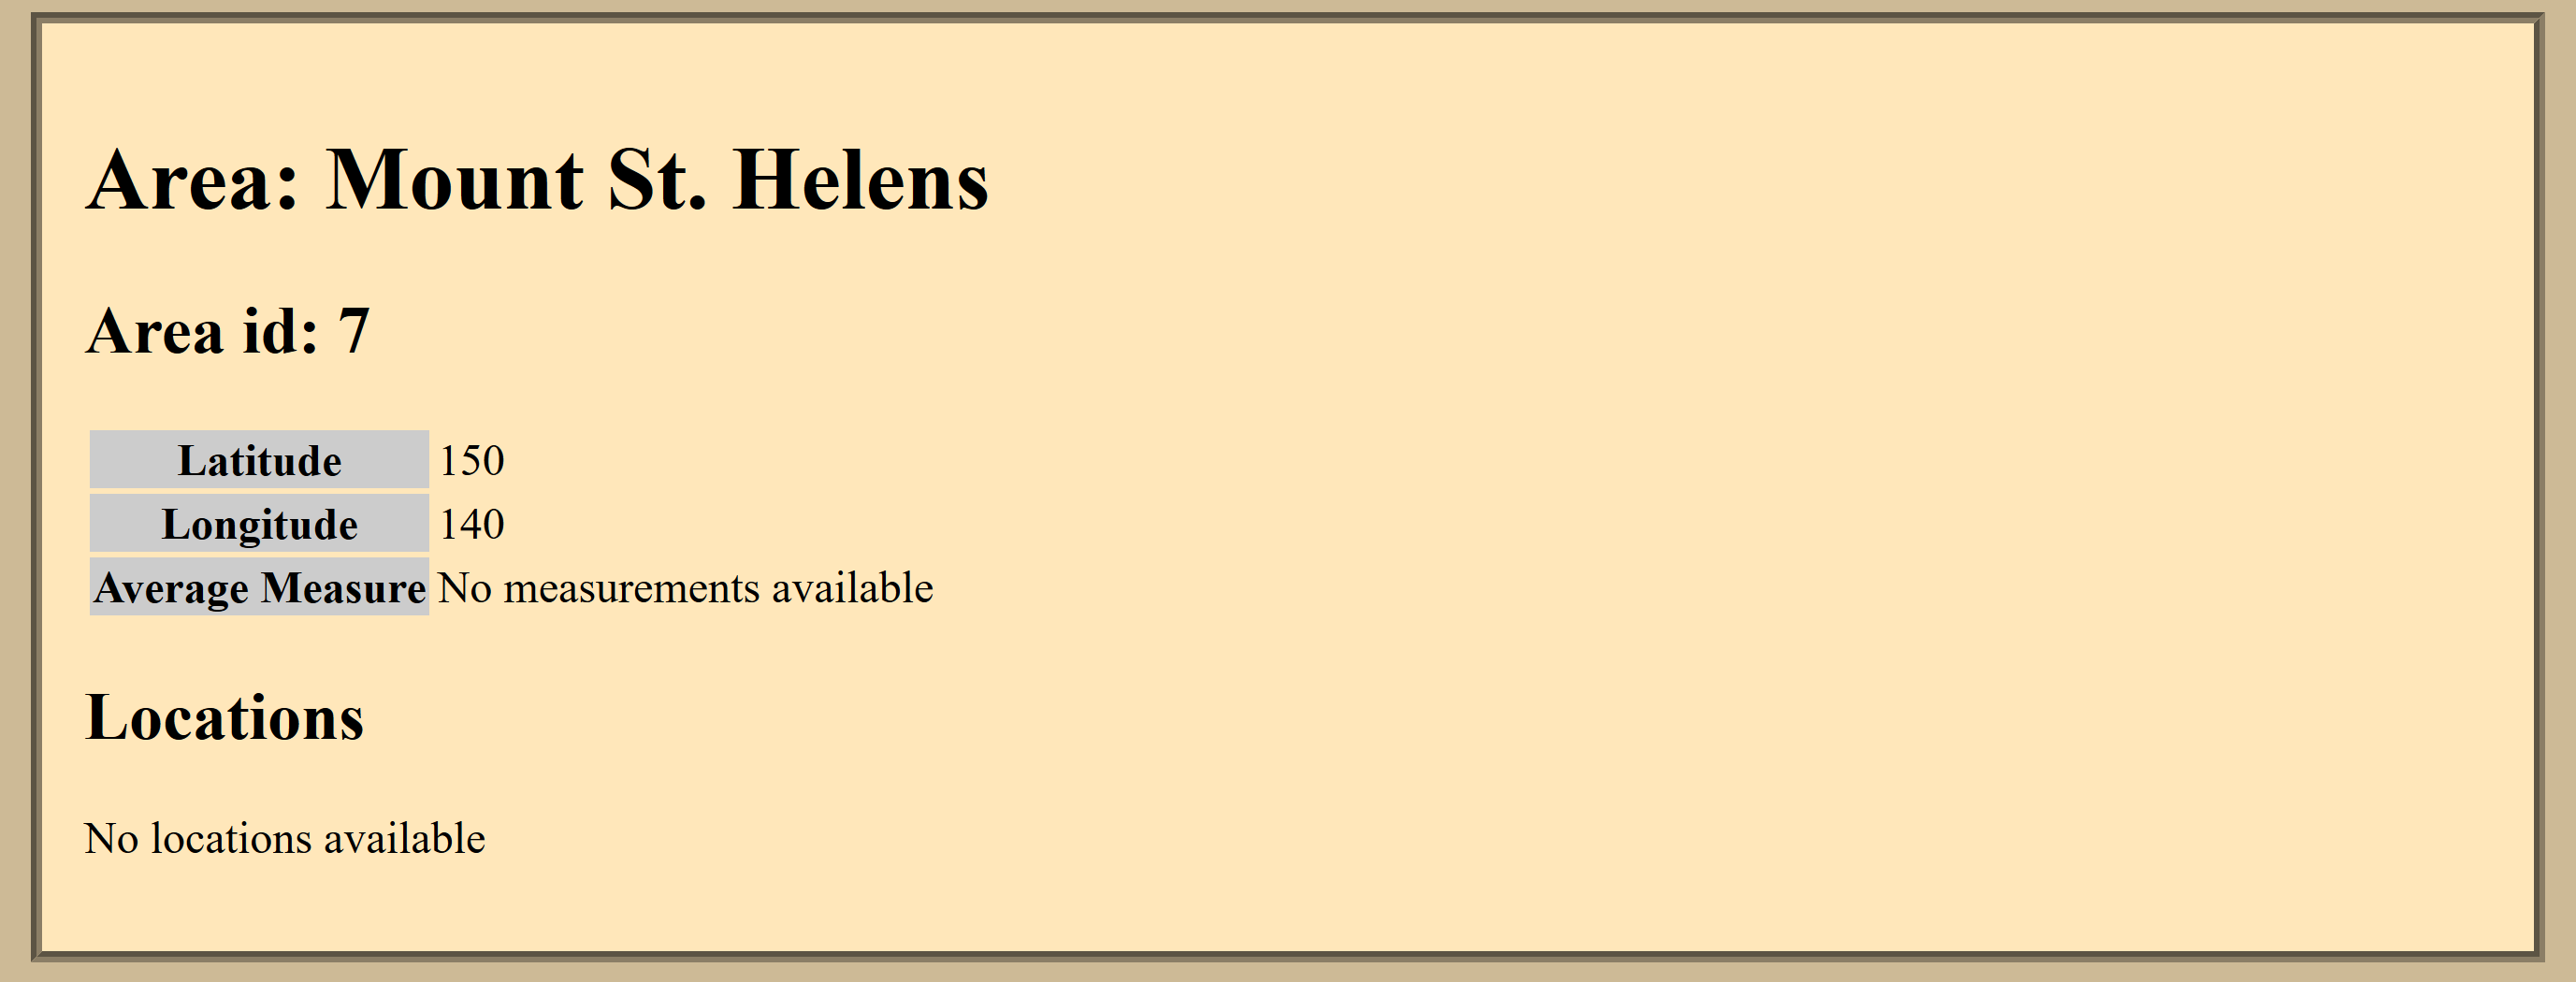 Area: Mount St. Helens
Area id: 7
Latitude 150
Longitude 140
Average Measure No measurements available
Locations
No locations available